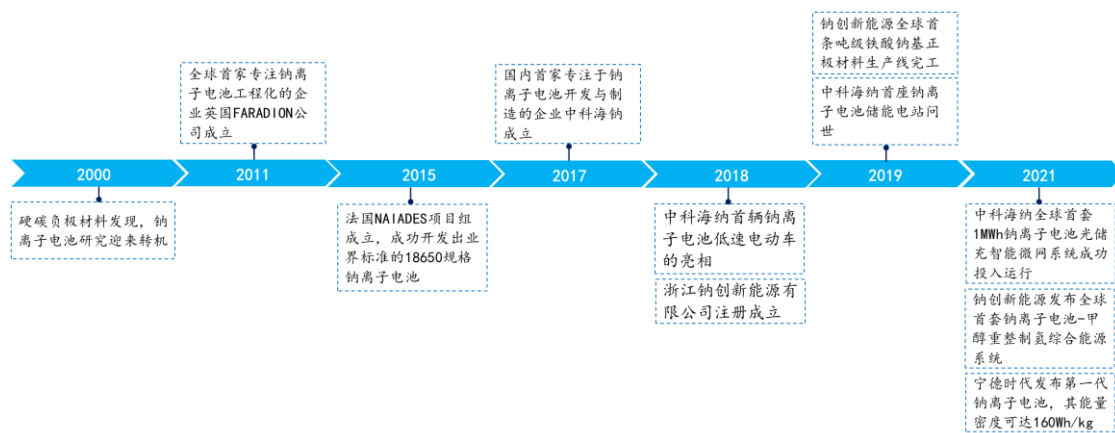 全球首家专注钠离
子电池工程化的企
业英国FARADION公
司成立
国内首家专注于钠
离子电池开发与制
造的企业中科海钠
成立
钠创新能源全球首
条吨级铁酸钠基正
极材料生产线完工
中科海纳首座钠离
子电池储能电站问
世
2000
2011
2015
2017
2018
2019
2021
硬碳负极材料发现，钠
离子电池研究迎来转机
法国NAIADES项目组
成立，成功开发出业
界标准的18650规格
钠离子电池
中科海纳首辆钠离
子电池低速电动车
的亮相
浙江钠创新能源有
限公司注册成立
中科海纳全球首套
1MWh钠离子电池光储
充智能微网系统成功
投入运行
钠创新能源发布全球
首套钠离子电池-甲
醇重整制氢综合能源
系统
宁德时代发布第一代
钠离子电池，其能量
密度可达160Wh/kg